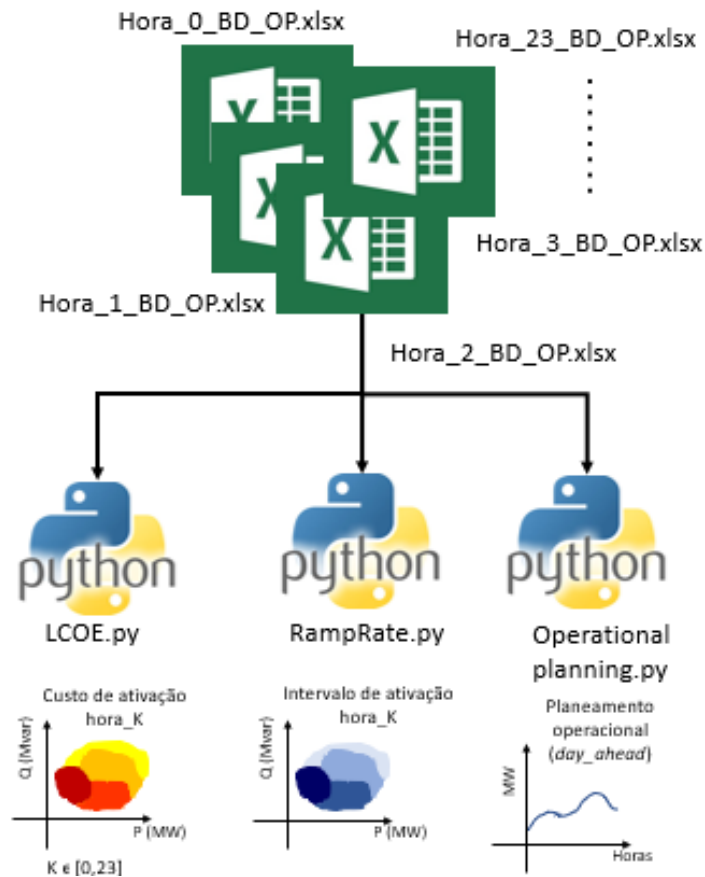 Hora_0_BD_OP.xlsx
Hora_23_BD_OP.xlsx
X
X
X
X
Hora_3_BD_OP.xlsx
Hora_1_BD_OP.xlsx
Hora_2_BD_OP.xlsx
python
python
python
LCOE.py
RampRate.py
Operational
planning.py
Custo de ativação
hora_K
Q (Mvar)
P (MW)
K ϵ [0,23]
Intervalo de ativação
hora_K
Q (Mvar)
P (MW)
Planeamento
operacional
(day_ahead)
MW
Horas